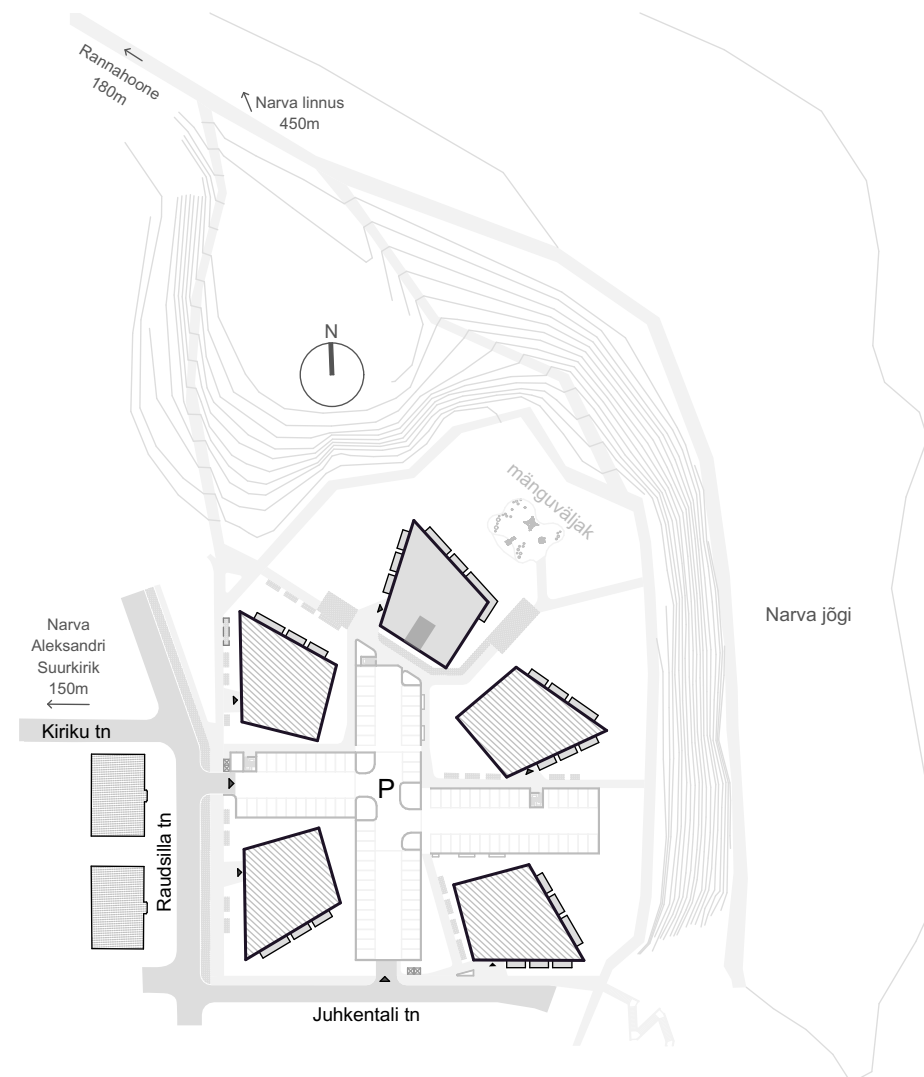 Rannahoone
180m
Narva linnus
450m
N
mänguväljak
Narva jõgi
Narva
Aleksandri
Suurkirik
150m
Kiriku tn
P
Raudsilla tn
Juhkentali tn